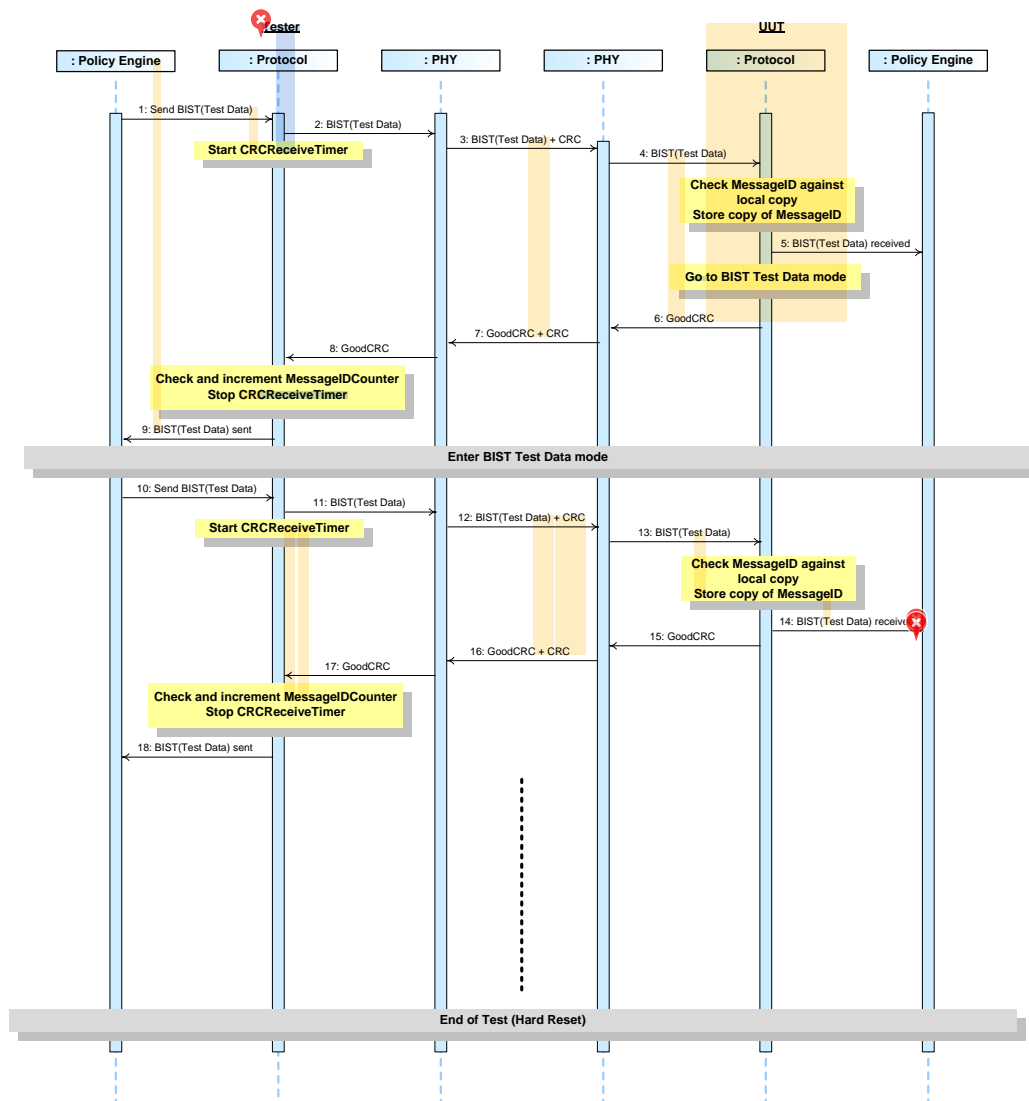 Tester
UUT
: Policy Engine
: Protocol
: PHY
: PHY
: Protocol
: Policy Engine
1: Send BIST(Test Data)
2: BIST(Test Data)
Start CRCReceiveTimer
3: BIST(Test Data) + CRC
4: BIST(Test Data)
Check MessageID against
local copy
Store copy of MessageID
5: BIST(Test Data) received
Go to BIST Test Data mode
6: GoodCRC
7: GoodCRC + CRC
8: GoodCRC
Check and increment MessageIDCounter
Stop CRCReceiveTimer
9: BIST(Test Data) sent
Enter BIST Test Data mode
10: Send BIST(Test Data)
11: BIST(Test Data)
Start CRCReceiveTimer
12: BIST(Test Data) + CRC
13: BIST(Test Data)
Check MessageID against
local copy
Store copy of MessageID
14: BIST(Test Data) received
15: GoodCRC
16: GoodCRC + CRC
17: GoodCRC
Check and increment MessageIDCounter
Stop CRCReceiveTimer
18: BIST(Test Data) sent
End of Test (Hard Reset)